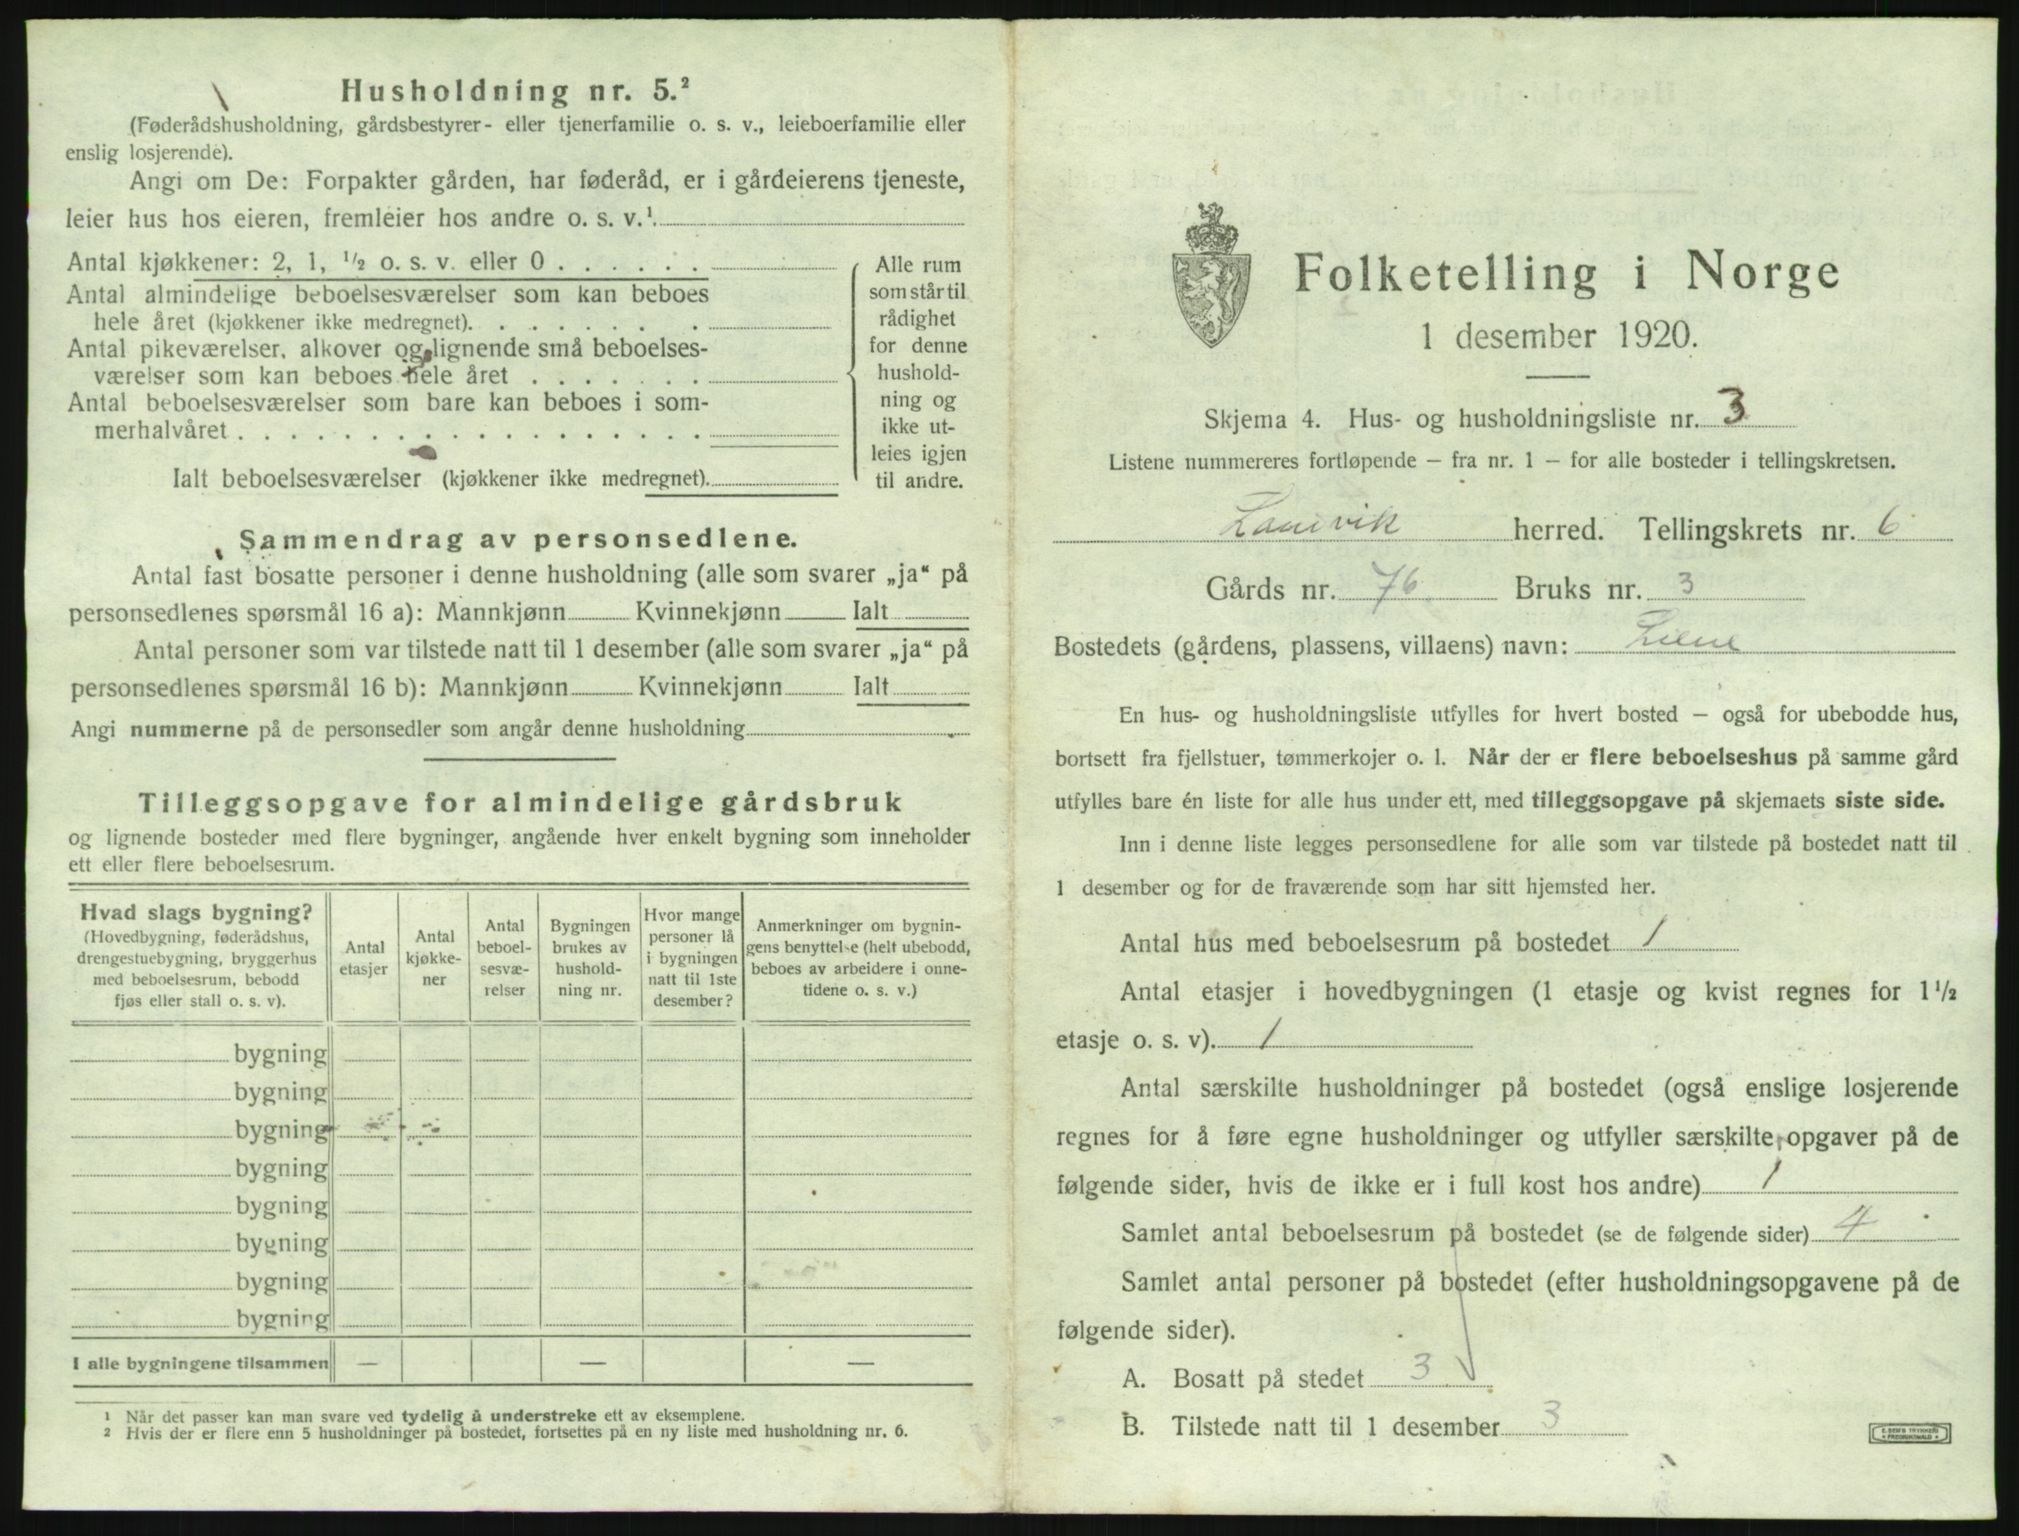 Husholdning nr. 5.²
(Føderådshusholdning, gårdsbestyrer- eller tjenerfamilie o. s. v., leieboerfamilie eller
enslig losjerende).
Angi om De: Forpakter gården, har føderåd, er i gårdeierens tjeneste,
leier hus hos eieren, fremleier hos andre o. s. v.¹
Antal kjøkkener: 2, 1, ½ o. s. v. eller 0
Antal almindelige beboelsesværelser som kan beboes
hele året (kjøkkener ikke medregnet).
Antal pikeværelser, alkover og lignende små beboelses-
værelser som kan beboes hele året
Antal beboelsesværelser som bare kan beboes i som-
merhalvåret
Ialt beboelsesværelser (kjøkkener ikke medregnet).
Alle rum
som står til
rådighet
for denne
hushold-
ning og
ikke ut-
leies igjen
til andre.
Sammendrag av personsedlene.
Antal fast bosatte personer i denne husholdning (alle som svarer „ja“ på
personsedlenes spørsmål 16 a): Mannkjønn Kvinnekjønn Ialt
Antal personer som var tilstede natt til 1 desember (alle som svarer „ja“ på
personsedlenes spørsmål 16 b): Mannkjønn Kvinnekjønn Ialt
Angi nummerne på de personsedler som angår denne husholdning
Tilleggsopgave for almindelige gårdsbruk
og lignende bosteder med flere bygninger, angående hver enkelt bygning som inneholder
ett eller flere beboelsesrum.
Hvad slags bygning?
(Hovedbygning, føderådshus,
drengestuebygning, bryggerhus
med beboelsesrum, bebodd
fjøs eller stall o. s. v).
Antal
etasjer
Antal
kjøkke-
ner
Antal
beboel-
sesvæ-
relser
Bygningen
brukes av
hushold-
ning nr.
Hvor mange
personer lå
i bygningen
natt til 1ste
desember?
Anmerkninger om bygnin-
gens benyttelse (helt ubebodd,
beboes av arbeidere i onne-
tidene o. s. v.)
bygning
bygning
bygning
bygning
bygning
bygning
bygning
bygning
I alle bygningene tilsammen — — —
¹ Når det passer kan man svare ved tydelig å understreke ett av eksemplene.
² Hvis der er flere enn 5 husholdninger på bostedet, fortsettes på en ny liste med husholdning nr. 6.
Folketelling i Norge
1 desember 1920.
Skjema 4. Hus- og husholdningsliste nr. 3
Listene nummereres fortløpende — fra nr. 1 — for alle bosteder i tellingskretsen.
herred. Tellingskrets nr. 6
Gårds nr. 76 Bruks nr. 3
Bostedets (gårdens, plassens, villaens) navn:
En hus- og husholdningsliste utfylles for hvert bosted — også for ubebodde hus,
bortsett fra fjellstuer, tømmerkojer o. l. Når der er flere beboelseshus på samme gård
utfylles bare én liste for alle hus under ett, med tilleggsopgave på skjemaets siste side.
Inn i denne liste legges personsedlene for alle som var tilstede på bostedet natt til
1 desember og for de fraværende som har sitt hjemsted her.
Antal hus med beboelsesrum på bostedet 1
Antal etasjer i hovedbygningen (1 etasje og kvist regnes for 1½
etasje o. s. v). 1
Antal særskilte husholdninger på bostedet (også enslige losjerende
regnes for å føre egne husholdninger og utfyller særskilte opgaver på de
følgende sider, hvis de ikke er i full kost hos andre) 1
Samlet antal beboelsesrum på bostedet (se de følgende sider) 4
Samlet antal personer på bostedet (efter husholdningsopgavene på de
følgende sider).
A. Bosatt på stedet 3
B. Tilstede natt til 1 desember 3